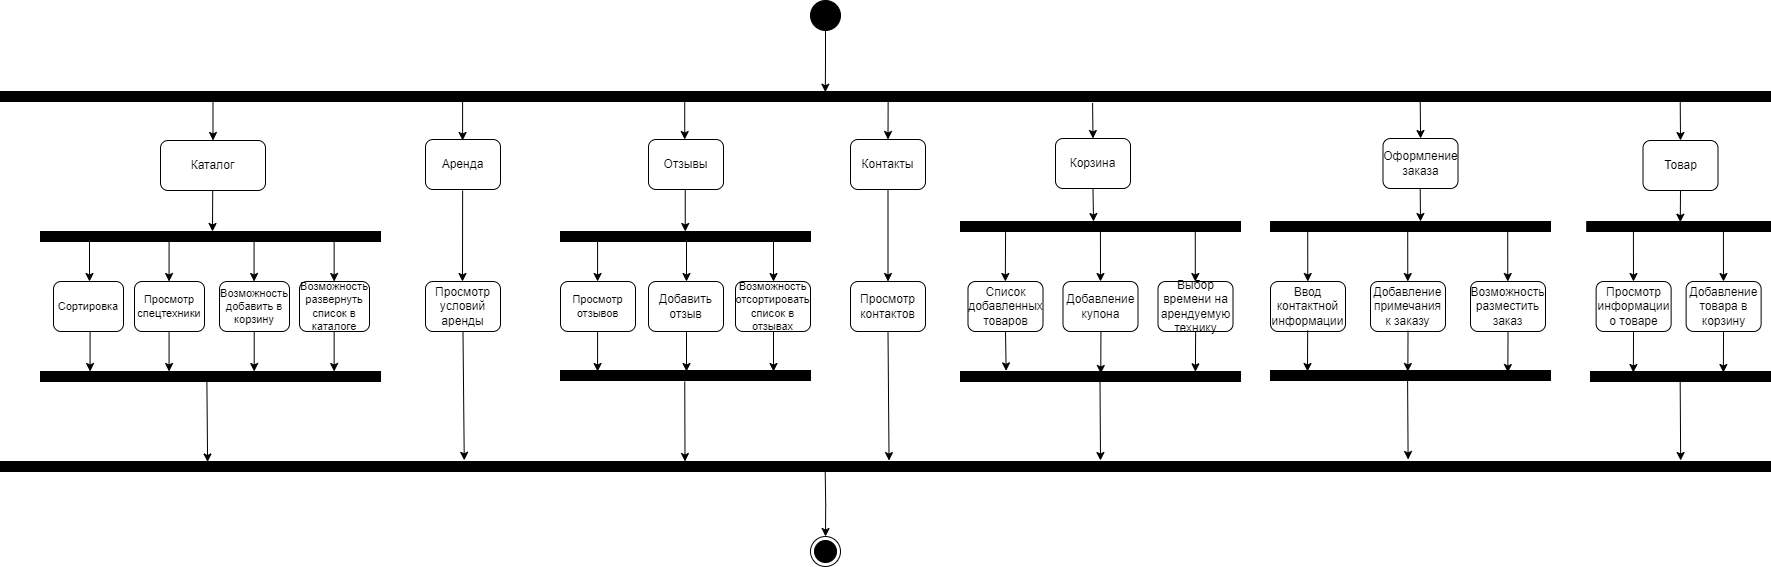 Каталог
Аренда
Отзывы
Контакты
Корзина
Оформление
заказа
Товар
Сортировка
Просмотр
спецтехники
Возможность
добавить в
корзину
Возможность
развернуть
список в
каталоге
Просмотр
условий
аренды
Просмотр
отзывов
Добавить
отзыв
Возможность
отсортировать
список в
отзывах
Просмотр
контактов
Список
добавленных
товаров
Добавление
купона
Выбор
времени на
арендуемую
технику
Ввод
контактной
информации
Добавление
примечания
к заказу
Возможность
разместить
заказ
Просмотр
информации
о товаре
Добавление
товара в
корзину